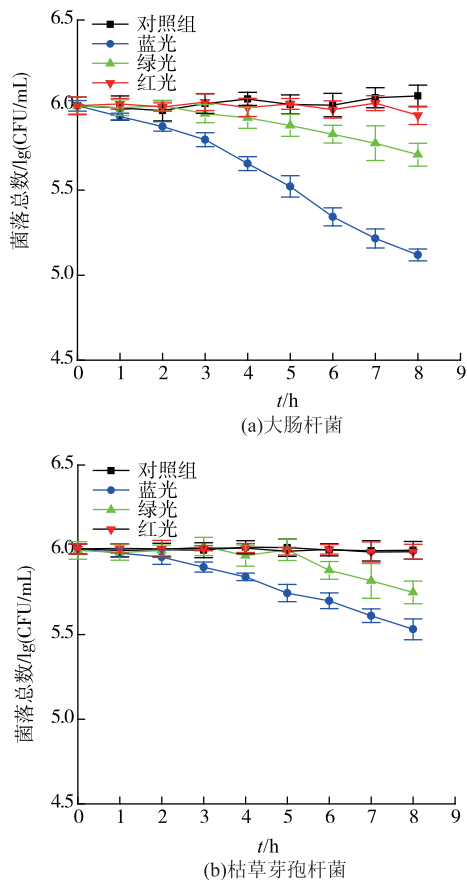 6.5
对照组
蓝光
绿光
红光
6.0
5.5
5.0
4.5
菌落总数/lg(CFU/mL)
0 1 2 3 4 5 6 7 8 9
t/h
(a)大肠杆菌
6.5
对照组
蓝光
绿光
红光
6.0
5.5
5.0
4.5
菌落总数/lg(CFU/mL)
0 1 2 3 4 5 6 7 8 9
t/h
(b)枯草芽孢杆菌